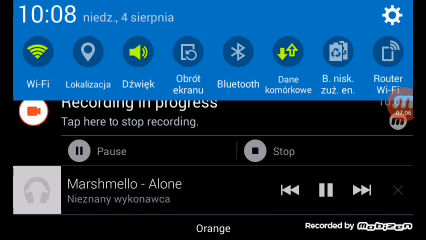 10:08 niedz., 4 sierpnia
Wi-Fi
Lokalizacja
Dźwięk
Obrót ekranu
Bluetooth
Dane komórkowe
B. nisk. zuż. en.
Router Wi-Fi
Recording in progress
Tap here to stop recording.
07:06
Pause
Stop
Marshmello - Alone
Nieznany wykonawca
Orange
Recorded by Mobizen